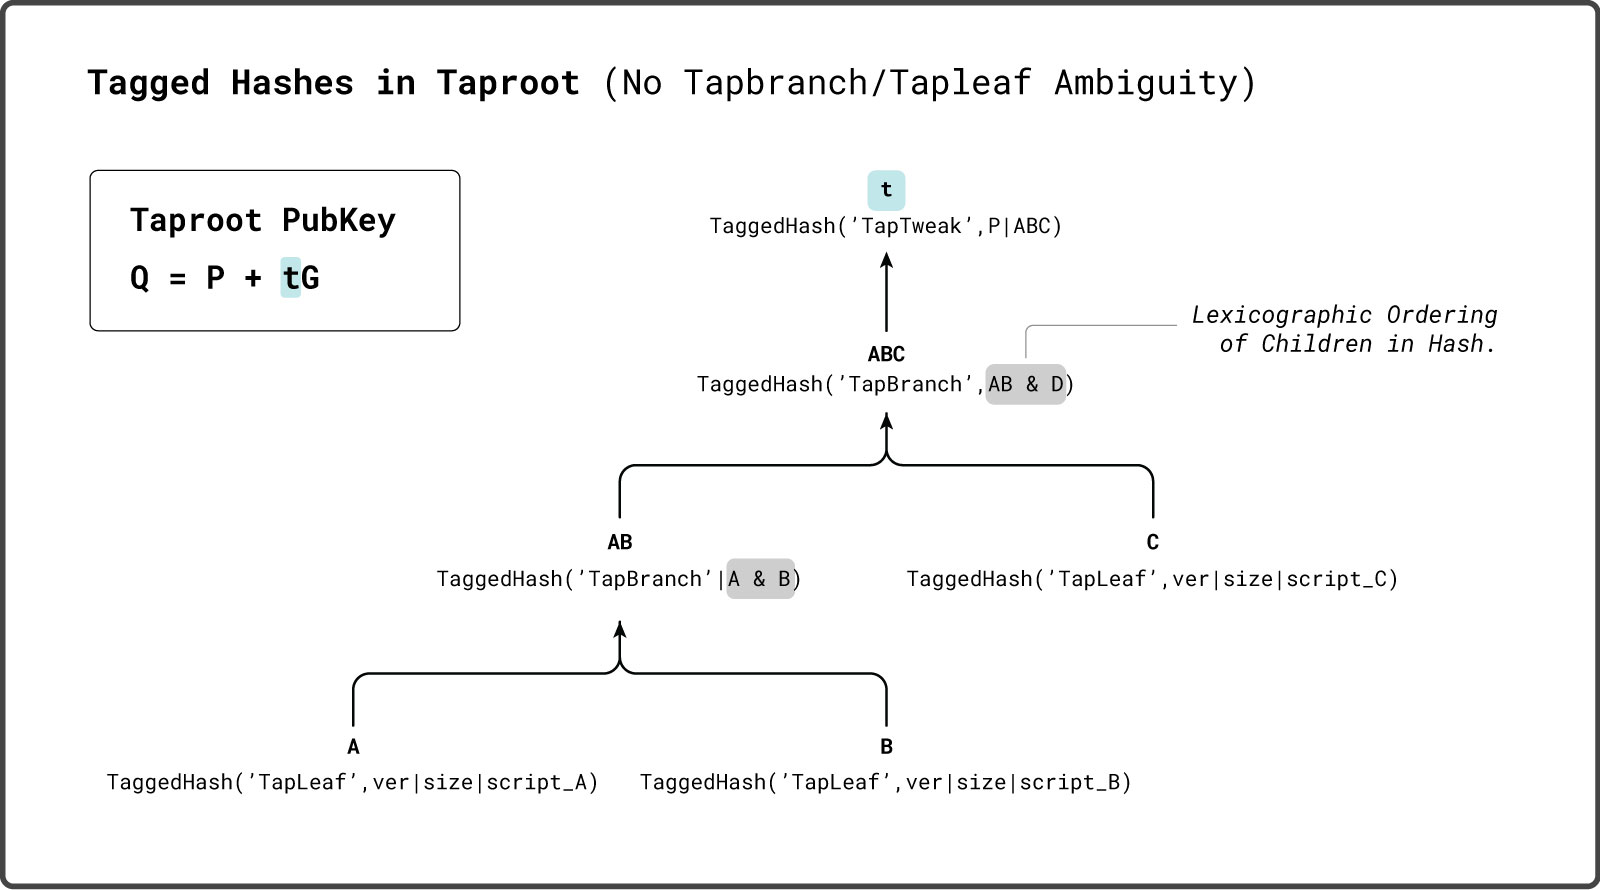 Tagged Hashes in Taproot (No Tapbranch/Tapleaf Ambiguity)
Taproot PubKey
Q = P + tG
t
TaggedHash(’TapTweak’,P|ABC)
Lexicographic Ordering
of Children in Hash.
ABC
TaggedHash(’TapBranch’,AB & D)
AB
TaggedHash(’TapBranch’|A & B)
C
TaggedHash(’TapLeaf’,ver|size|script_C)
A
TaggedHash(’TapLeaf’,ver|size|script_A)
B
TaggedHash(’TapLeaf’,ver|size|script_B)